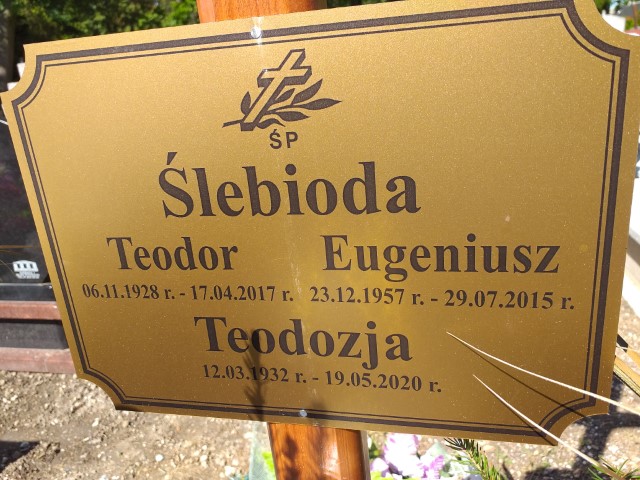 ŚP
Ślebioda
Teodor Eugeniusz
06.11.1928 r. - 17.04.2017 r. 23.12.1957 r. - 29.07.2015 r.
Teodozja
12.03.1932 r. - 19.05.2020 r.